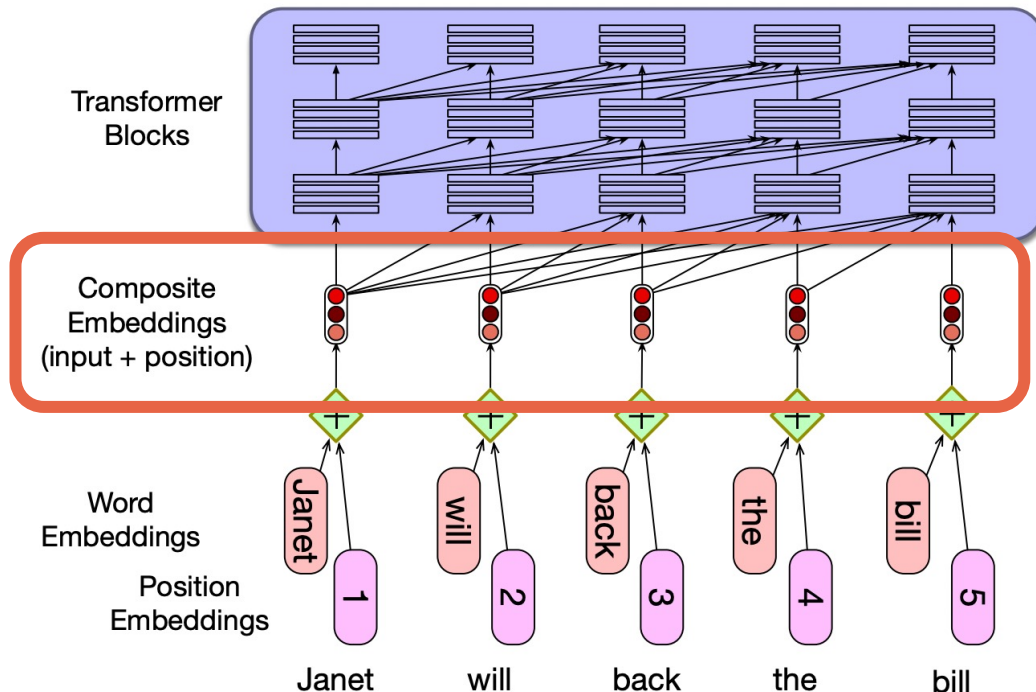 Transformer
Blocks
Composite
Embeddings
(input + position)
Word
Embeddings
Janet
will
back
the
bill
Position
Embeddings
1
2
3
4
5
Janet will back the bill